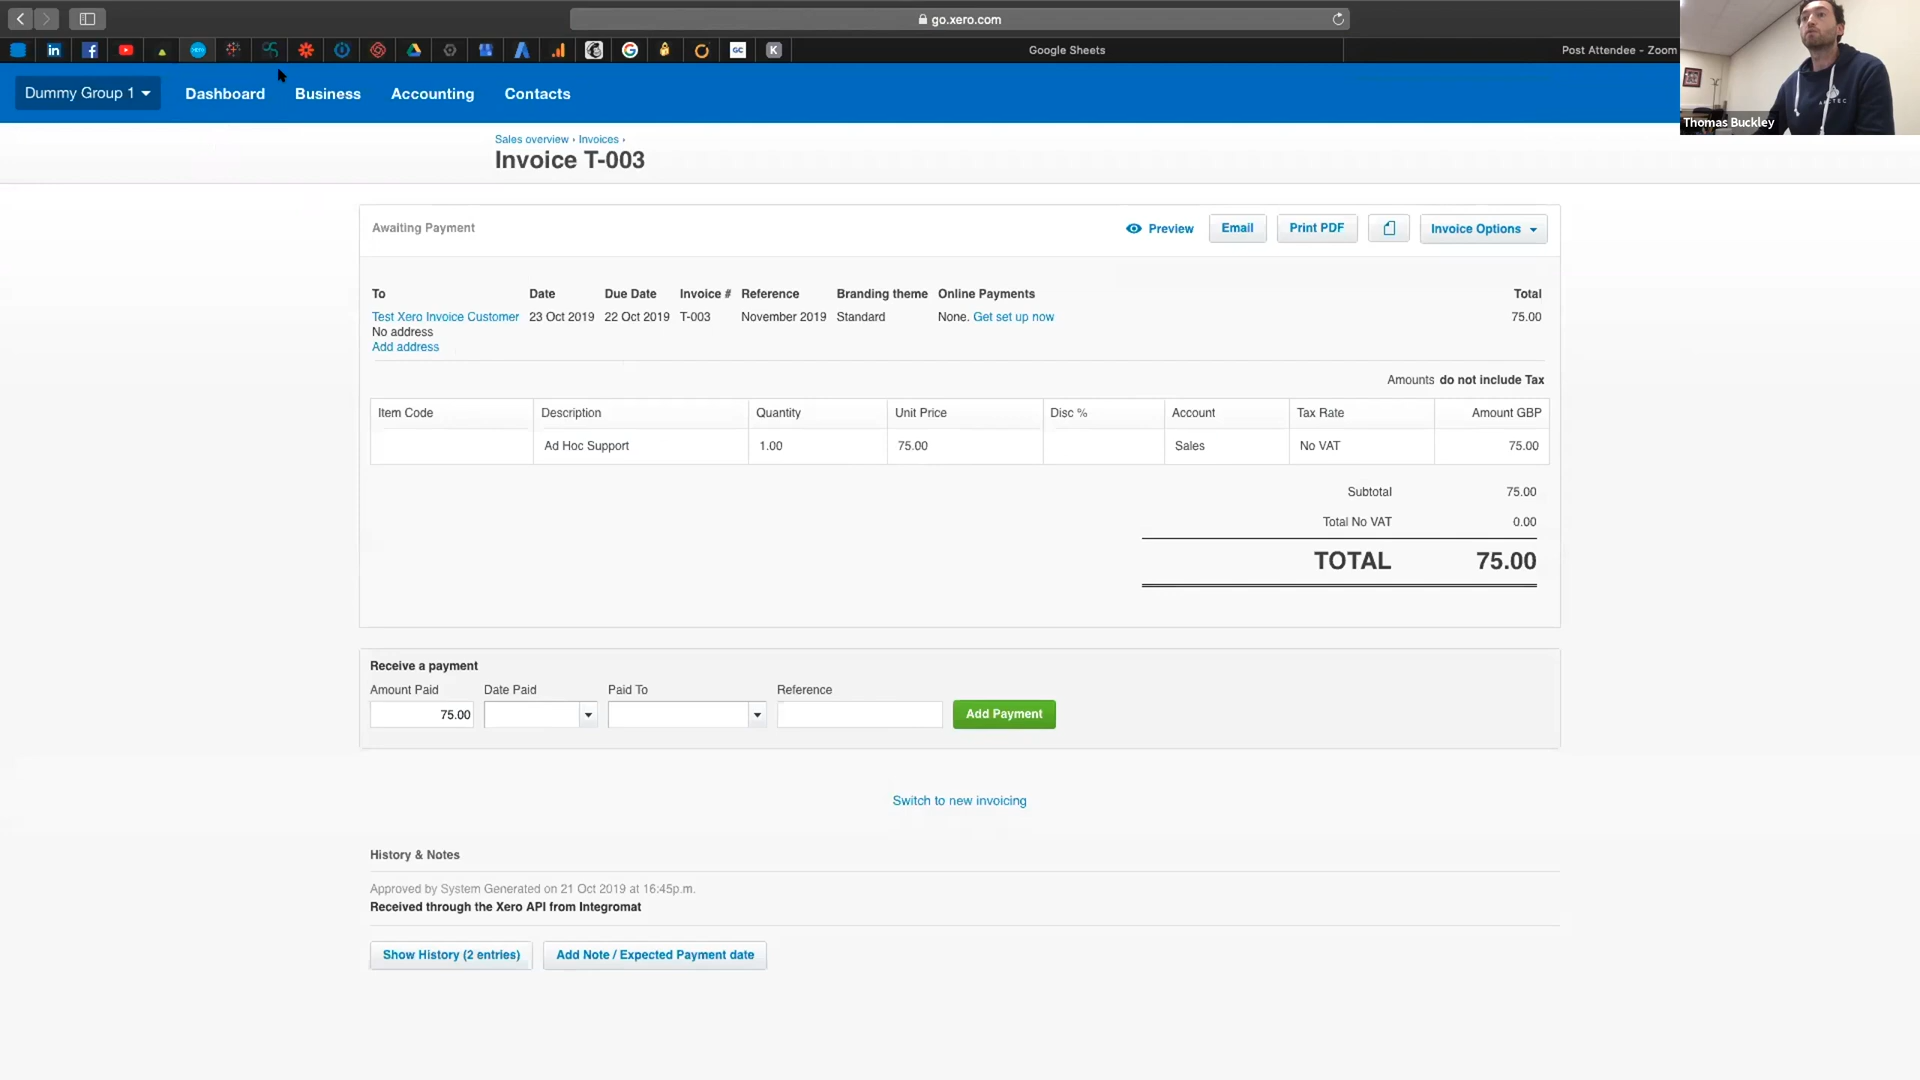 go.xero.com
xero
GC
K
Google Sheets
Post Attendee - Zoom
Dummy Group 1
Dashboard
Business
Accounting
Contacts
Thomas Buckley
Sales overview › Invoices ›
Invoice T-003
Awaiting Payment
Preview
Email
Print PDF
Invoice Options
To
Date
Due Date
Invoice #
Reference
Branding theme
Online Payments
Total
Test Xero Invoice Customer
23 Oct 2019
22 Oct 2019
T-003
November 2019
Standard
None. Get set up now
75.00
No address
Add address
Amounts do not include Tax
Item Code
Description
Quantity
Unit Price
Disc %
Account
Tax Rate
Amount GBP
Ad Hoc Support
1.00
75.00
Sales
No VAT
75.00
Subtotal
75.00
Total No VAT
0.00
TOTAL
75.00
Receive a payment
Amount Paid
Date Paid
Paid To
Reference
75.00
Add Payment
Switch to new invoicing
History & Notes
Approved by System Generated on 21 Oct 2019 at 16:45p.m.
Received through the Xero API from Integromat
Show History (2 entries)
Add Note / Expected Payment date